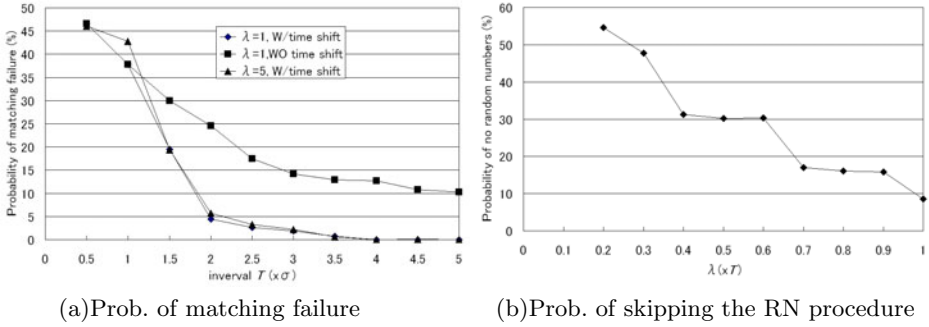 Probability of matching failure (%)
50
45
40
35
30
25
20
15
10
5
0
λ=1, W/time shift
λ=1,WO time shift
λ=5, W/time shift
0 0.5 1 1.5 2 2.5 3 3.5 4 4.5 5
inverval T (×σ)
(a)Prob. of matching failure
Probability of no random numbers (%)
60
50
40
30
20
10
0
0 0.1 0.2 0.3 0.4 0.5 0.6 0.7 0.8 0.9 1
λ(×T)
(b)Prob. of skipping the RN procedure